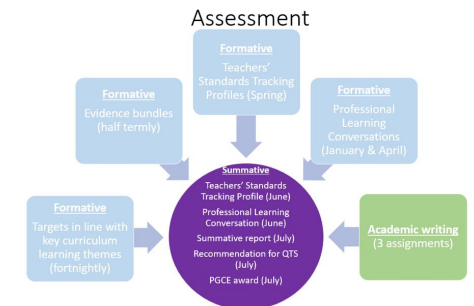 Assessment
Formative
Teachers'
Standards Tracking
Profiles (Spring)
Formative
Evidence bundles
(half termly)
Formative
Professional
Learning
Conversations
(January & April)
Formative
Targets in line with
key curriculum
learning themes
(fortnightly)
Summative
Teachers' Standards
Tracking Profile (June)
Professional Learning
Conversation (June)
Summative report (July)
Recommendation for QTS
(July)
PGCE award (July)
Academic writing
(3 assignments)